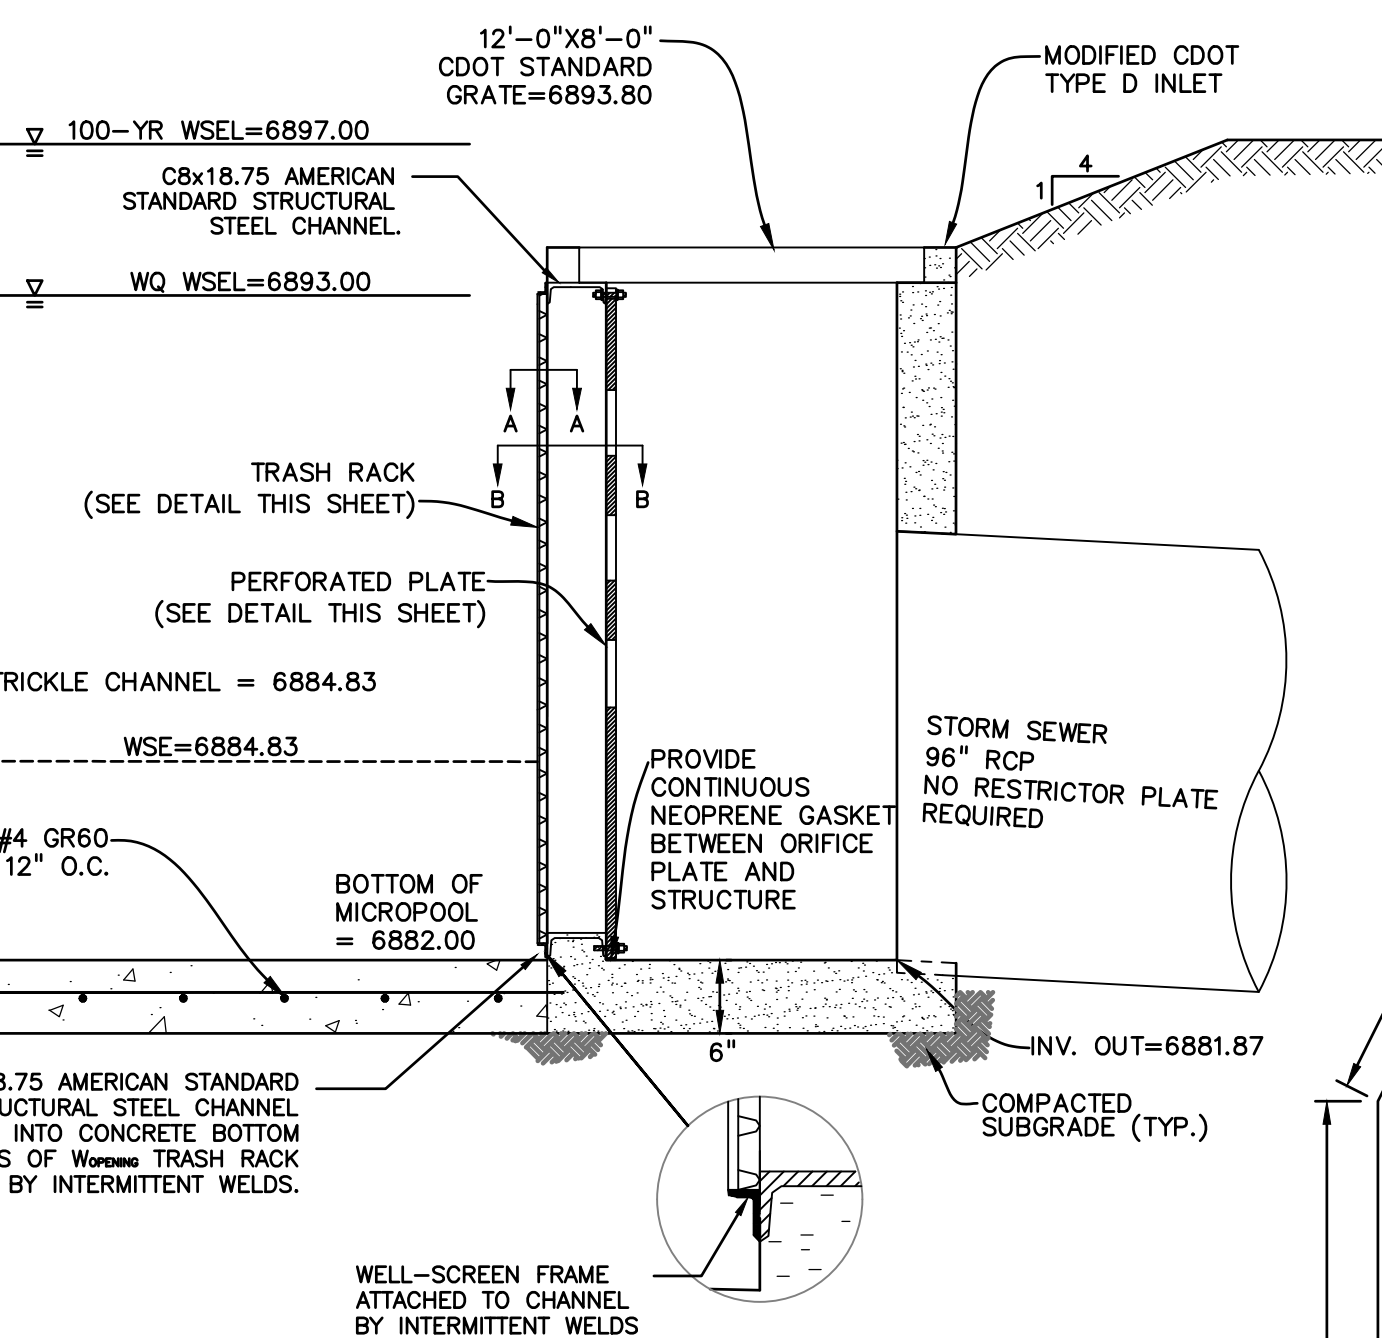 12'-0"X8'-0"
CDOT STANDARD
GRATE=6893.80
MODIFIED CDOT
TYPE D INLET
100-YR WSEL=6897.00
C8x18.75 AMERICAN
STANDARD STRUCTURAL
STEEL CHANNEL.
4
1
WQ WSEL=6893.00
A A
B B
TRASH RACK
(SEE DETAIL THIS SHEET)
PERFORATED PLATE
(SEE DETAIL THIS SHEET)
TRICKLE CHANNEL = 6884.83
WSE=6884.83
STORM SEWER
96" RCP
NO RESTRICTOR PLATE
REQUIRED
PROVIDE
CONTINUOUS
NEOPRENE GASKET
BETWEEN ORIFICE
PLATE AND
STRUCTURE
#4 GR60
12" O.C.
BOTTOM OF
MICROPOOL
= 6882.00
6"
INV. OUT=6881.87
COMPACTED
SUBGRADE (TYP.)
8.75 AMERICAN STANDARD
UCTURAL STEEL CHANNEL
INTO CONCRETE BOTTOM
S OF WOPENING TRASH RACK
BY INTERMITTENT WELDS.
WELL-SCREEN FRAME
ATTACHED TO CHANNEL
BY INTERMITTENT WELDS